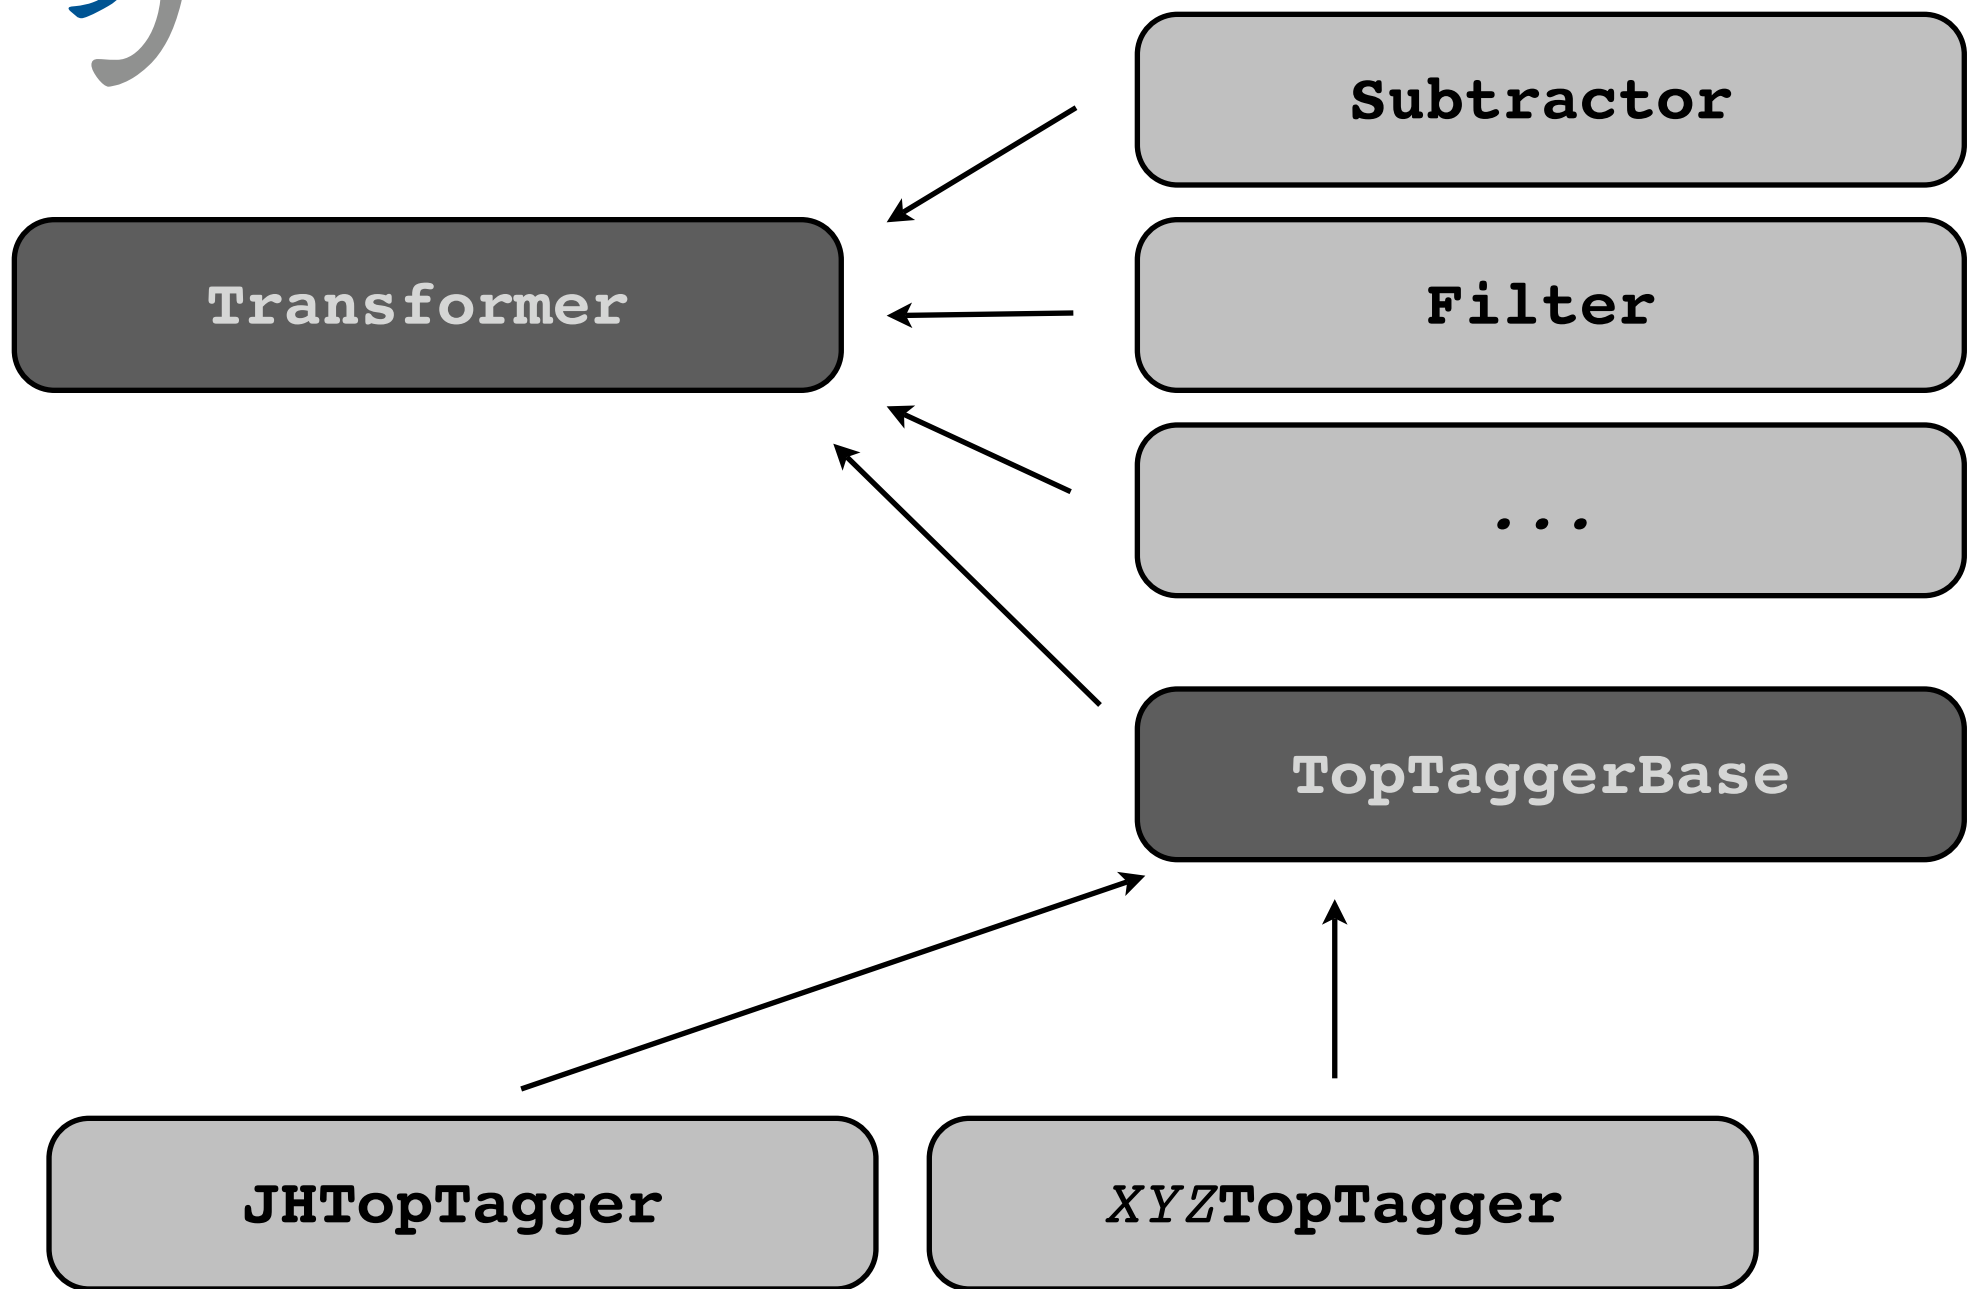 Subtractor
Transformer
Filter
...
TopTaggerBase
JHTopTagger
XYZTopTagger